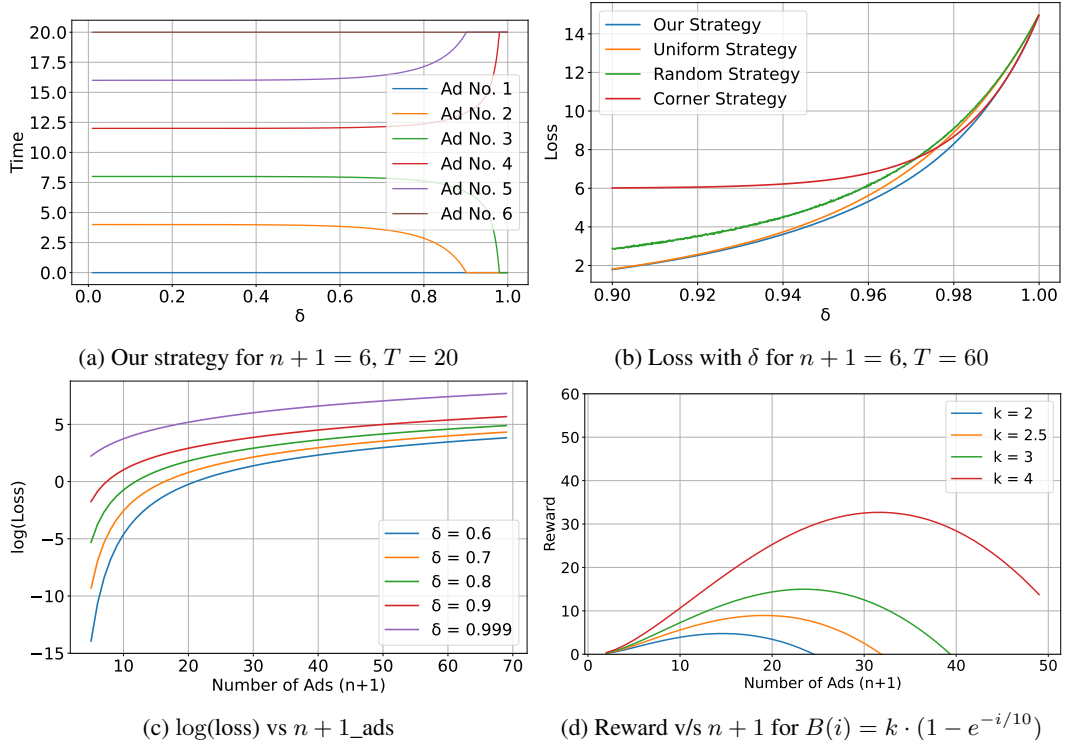 20.0
17.5
15.0
12.5
10.0
7.5
5.0
2.5
0.0
Time
0.0 0.2 0.4 0.6 0.8 1.0
δ
Ad No. 1
Ad No. 2
Ad No. 3
Ad No. 4
Ad No. 5
Ad No. 6
(a) Our strategy for n + 1 = 6, T = 20
14
12
10
8
6
4
2
Loss
0.90 0.92 0.94 0.96 0.98 1.00
δ
Our Strategy
Uniform Strategy
Random Strategy
Corner Strategy
(b) Loss with δ for n + 1 = 6, T = 60
5
0
−5
−10
−15
log(Loss)
10 20 30 40 50 60 70
Number of Ads (n+1)
δ = 0.6
δ = 0.7
δ = 0.8
δ = 0.9
δ = 0.999
(c) log(loss) vs n + 1_ads
60
50
40
30
20
10
0
Reward
0 10 20 30 40 50
Number of Ads (n+1)
k = 2
k = 2.5
k = 3
k = 4
(d) Reward v/s n + 1 for B(i) = k · (1 − e^{−i/10})